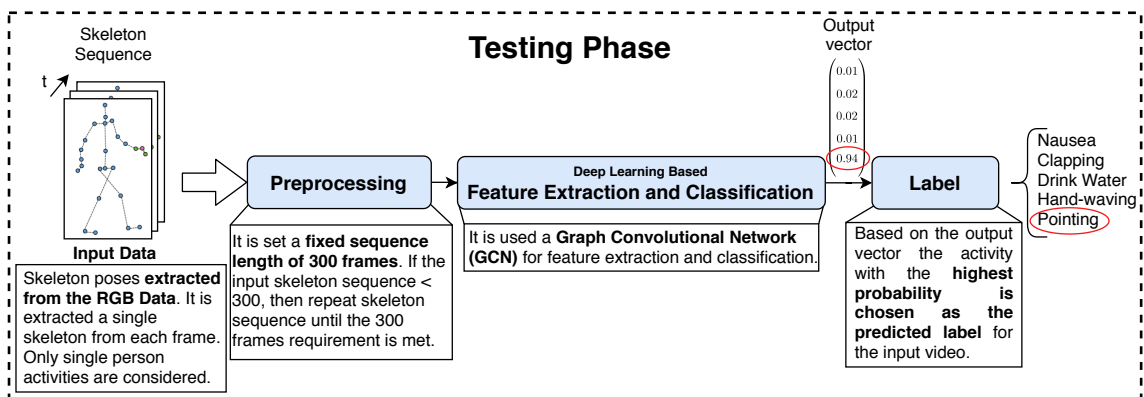 Testing Phase
Skeleton
Sequence
t
Input Data
Skeleton poses extracted
from the RGB Data. It is
extracted a single
skeleton from each frame.
Only single person
activities are considered.
Preprocessing
It is set a fixed sequence
length of 300 frames. If the
input skeleton sequence <
300, then repeat skeleton
sequence until the 300
frames requirement is met.
Deep Learning Based
Feature Extraction and Classification
It is used a Graph Convolutional Network
(GCN) for feature extraction and classification.
Output
vector
0.01
0.02
0.02
0.01
0.94
Label
Based on the output
vector the activity
with the highest
probability is
chosen as the
predicted label for
the input video.
Nausea
Clapping
Drink Water
Hand-waving
Pointing